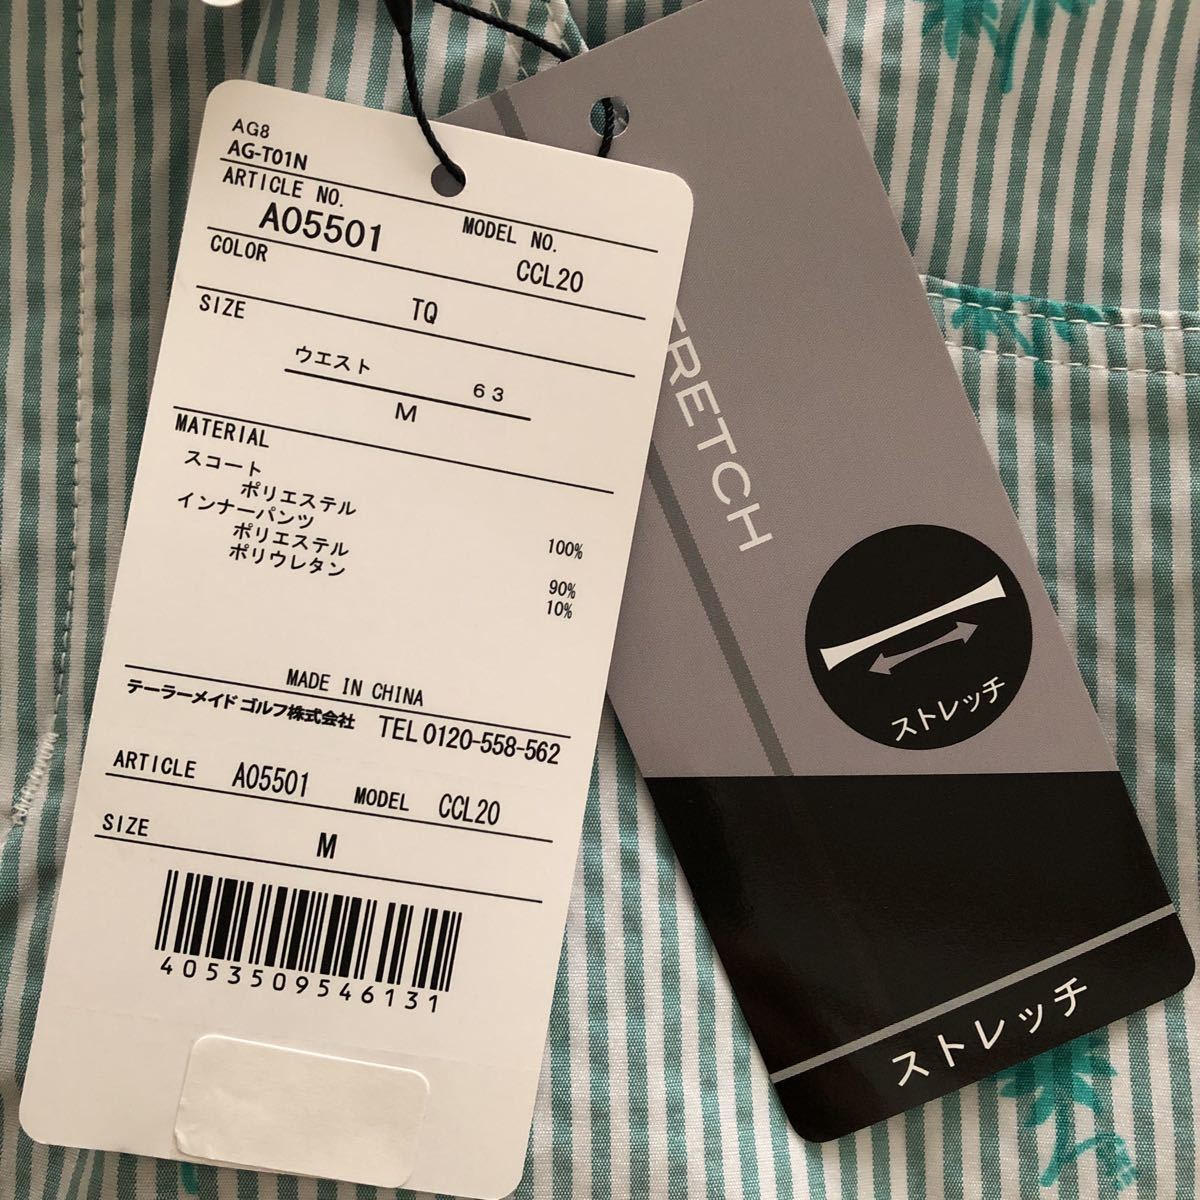 AG8
AG-T01N
ARTICLE NO.
A05501
MODEL NO.
CCL20
COLOR
TQ
SIZE
ウエスト 63
M
MATERIAL
スコート
ポリエステル 100%
インナーパンツ
ポリエステル 90%
ポリウレタン 10%
MADE IN CHINA
テーラーメイド ゴルフ株式会社 TEL 0120-558-562
ARTICLE A05501 MODEL CCL20
SIZE M
4053509546131
TRETCH
ストレッチ
ストレッチ